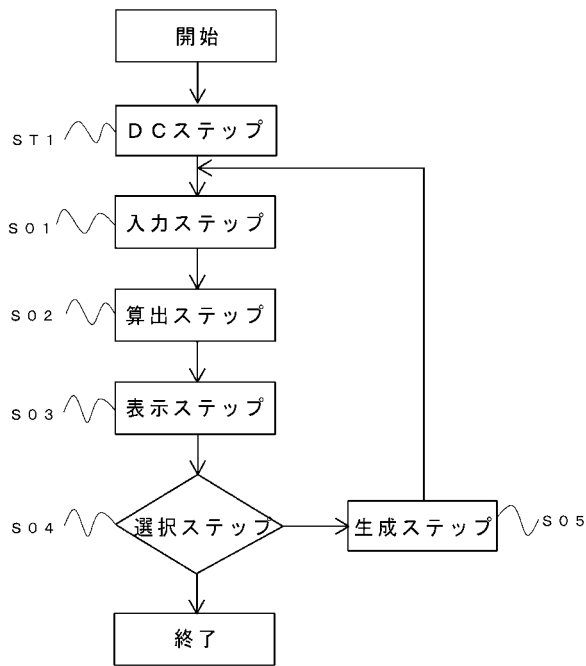 開始
ST1
DCステップ
S01
入力ステップ
S02
算出ステップ
S03
表示ステップ
S04
選択ステップ
生成ステップ
S05
終了